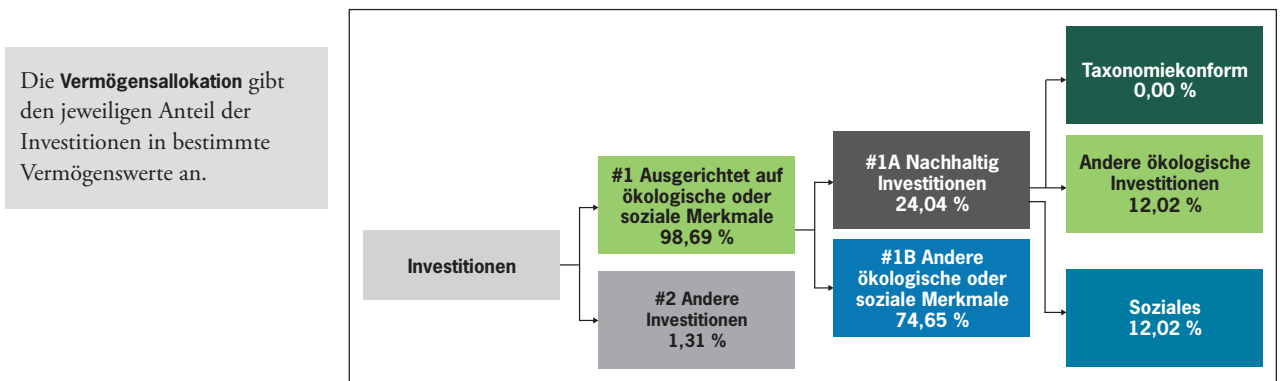 Die Vermögensallokation gibt
den jeweiligen Anteil der
Investitionen in bestimmte
Vermögenswerte an.
Investitionen
#1 Ausgerichtet auf
ökologische oder
soziale Merkmale
98,69 %
#2 Andere
Investitionen
1,31 %
#1A Nachhaltig
Investitionen
24,04 %
#1B Andere
ökologische oder
soziale Merkmale
74,65 %
Taxonomiekonform
0,00 %
Andere ökologische
Investitionen
12,02 %
Soziales
12,02 %